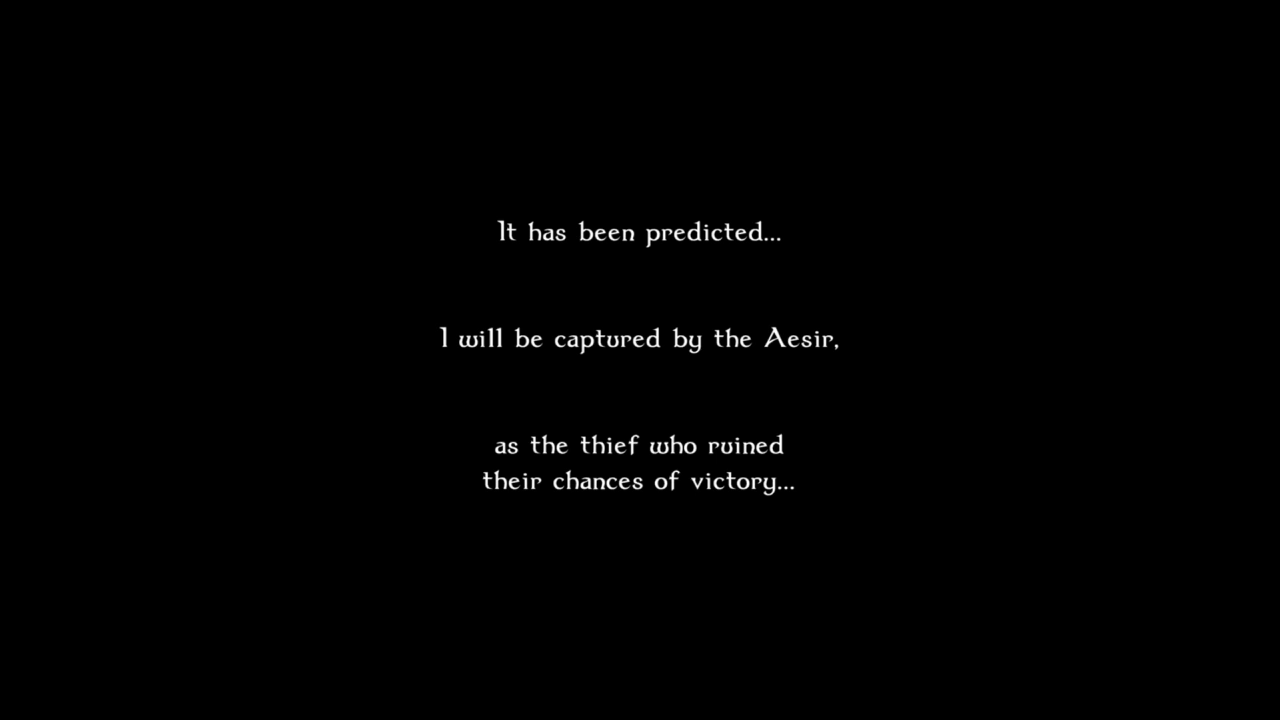 It has been predicted...
I will be captured by the Aesir,
as the thief who ruined
their chances of victory...